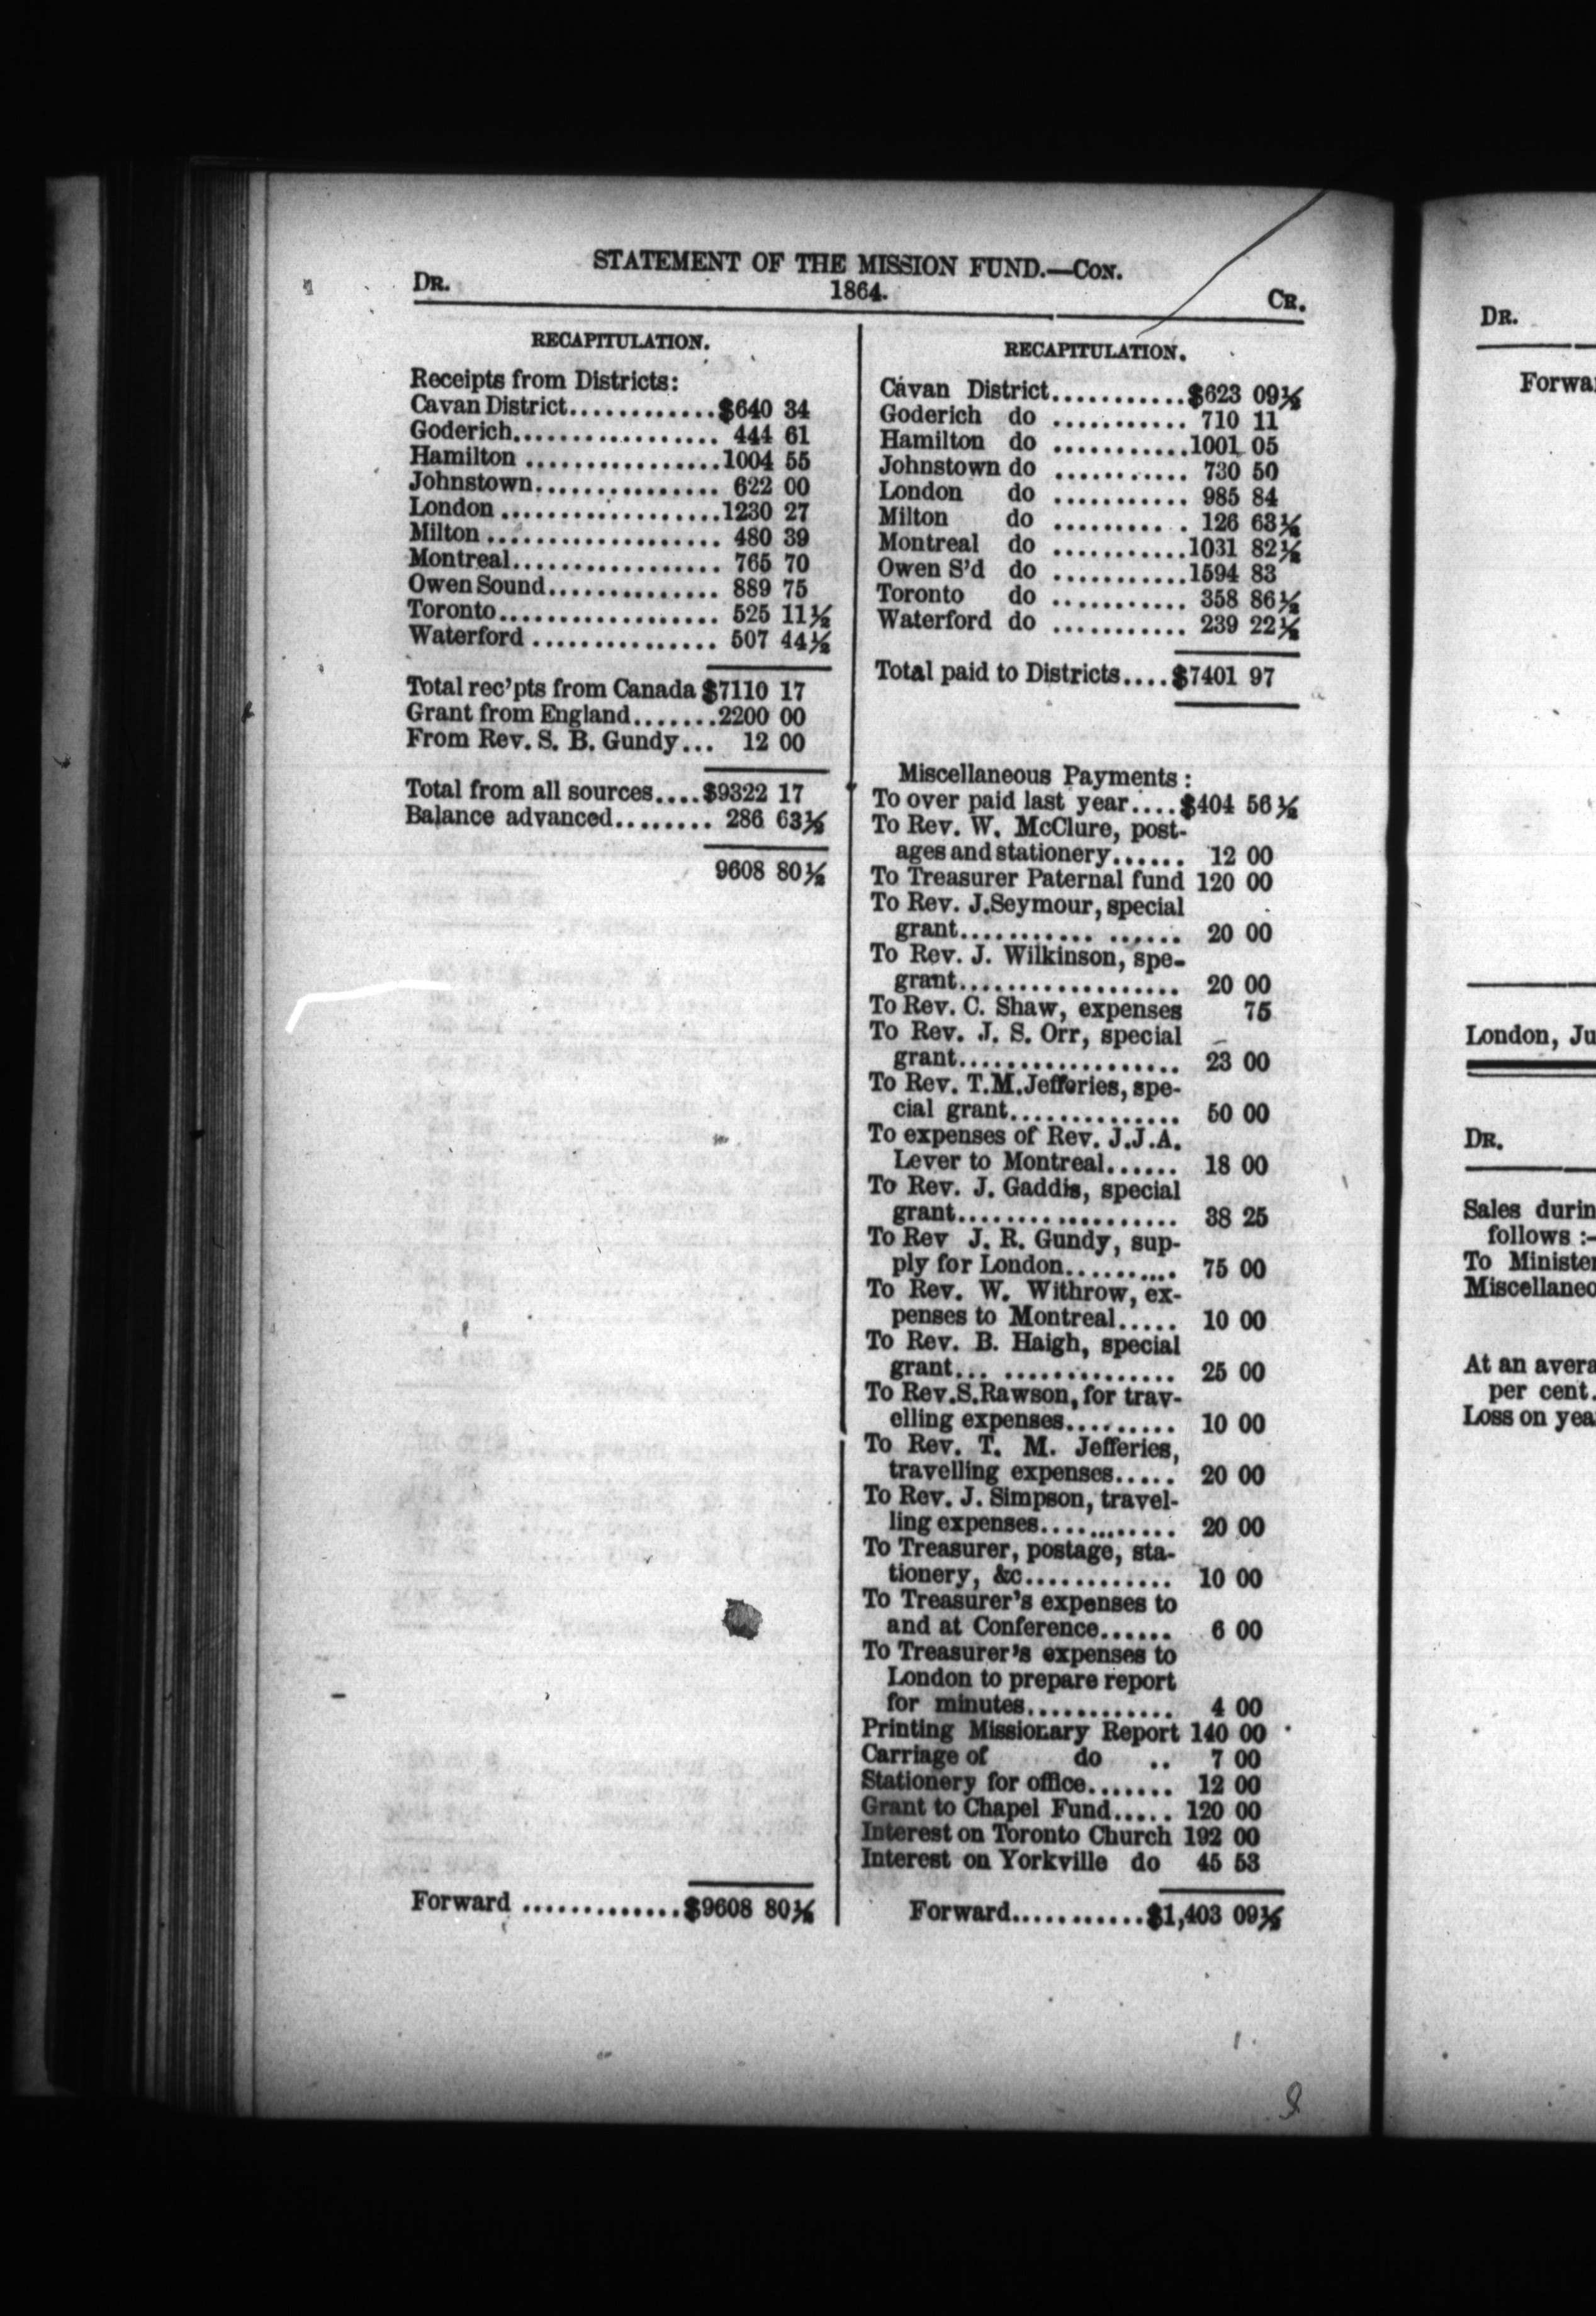 STATEMENT OF THE MISSION FUND.—CON.
DR. 1864. CR.
RECAPITULATION.
Receipts from Districts:
Cavan District............$640 34
Goderich................. 444 61
Hamilton ................1004 55
Johnstown............... 622 00
London ..................1230 27
Milton ................... 480 39
Montreal................. 765 70
Owen Sound.............. 889 75
Toronto.................. 525 11½
Waterford ............... 507 44½
Total rec'pts from Canada $7110 17
Grant from England.......2200 00
From Rev. S. B. Gundy... 12 00
Total from all sources....$9322 17
Balance advanced........ 286 63½
9608 80½
Forward .............$9608 80½
RECAPITULATION.
Cavan District...........$623 09½
Goderich do ........... 710 11
Hamilton do ...........1001 05
Johnstown do ........... 730 50
London do ........... 985 84
Milton do .......... . 126 63½
Montreal do ...........1031 82½
Owen S'd do ...........1594 83
Toronto do ........... 358 86½
Waterford do ........... 239 22½
Total paid to Districts....$7401 97
Miscellaneous Payments:
To over paid last year....$404 56½
To Rev. W. McClure, post-
ages and stationery...... 12 00
To Treasurer Paternal fund 120 00
To Rev. J. Seymour, special
grant........... ...... 20 00
To Rev. J. Wilkinson, spe-
grant.................. 20 00
To Rev. C. Shaw, expenses 75
To Rev. J. S. Orr, special
grant.................. 23 00
To Rev. T.M.Jefferies, spe-
cial grant.............. 50 00
To expenses of Rev. J.J.A.
Lever to Montreal...... 18 00
To Rev. J. Gaddis, special
grant.................. 38 25
To Rev J. R. Gundy, sup-
ply for London.......... 75 00
To Rev. W. Withrow, ex-
penses to Montreal..... 10 00
To Rev. B. Haigh, special
grant... .............. 25 00
To Rev.S.Rawson, for trav-
elling expenses......... 10 00
To Rev. T. M. Jefferies,
travelling expenses..... 20 00
To Rev. J. Simpson, travel-
ling expenses........... 20 00
To Treasurer, postage, sta-
tionery, &c............ 10 00
To Treasurer's expenses to
and at Conference...... 6 00
To Treasurer's expenses to
London to prepare report
for minutes............ 4 00
Printing Missionary Report 140 00
Carriage of do .. 7 00
Stationery for office....... 12 00
Grant to Chapel Fund..... 120 00
Interest on Toronto Church 192 00
Interest on Yorkville do 45 53
Forward...........$1,403 09½
DR.
Forwa
London, Ju
DR.
Sales durin
follows :-
To Minister
Miscellaneo
At an avera
per cent.
Loss on yea